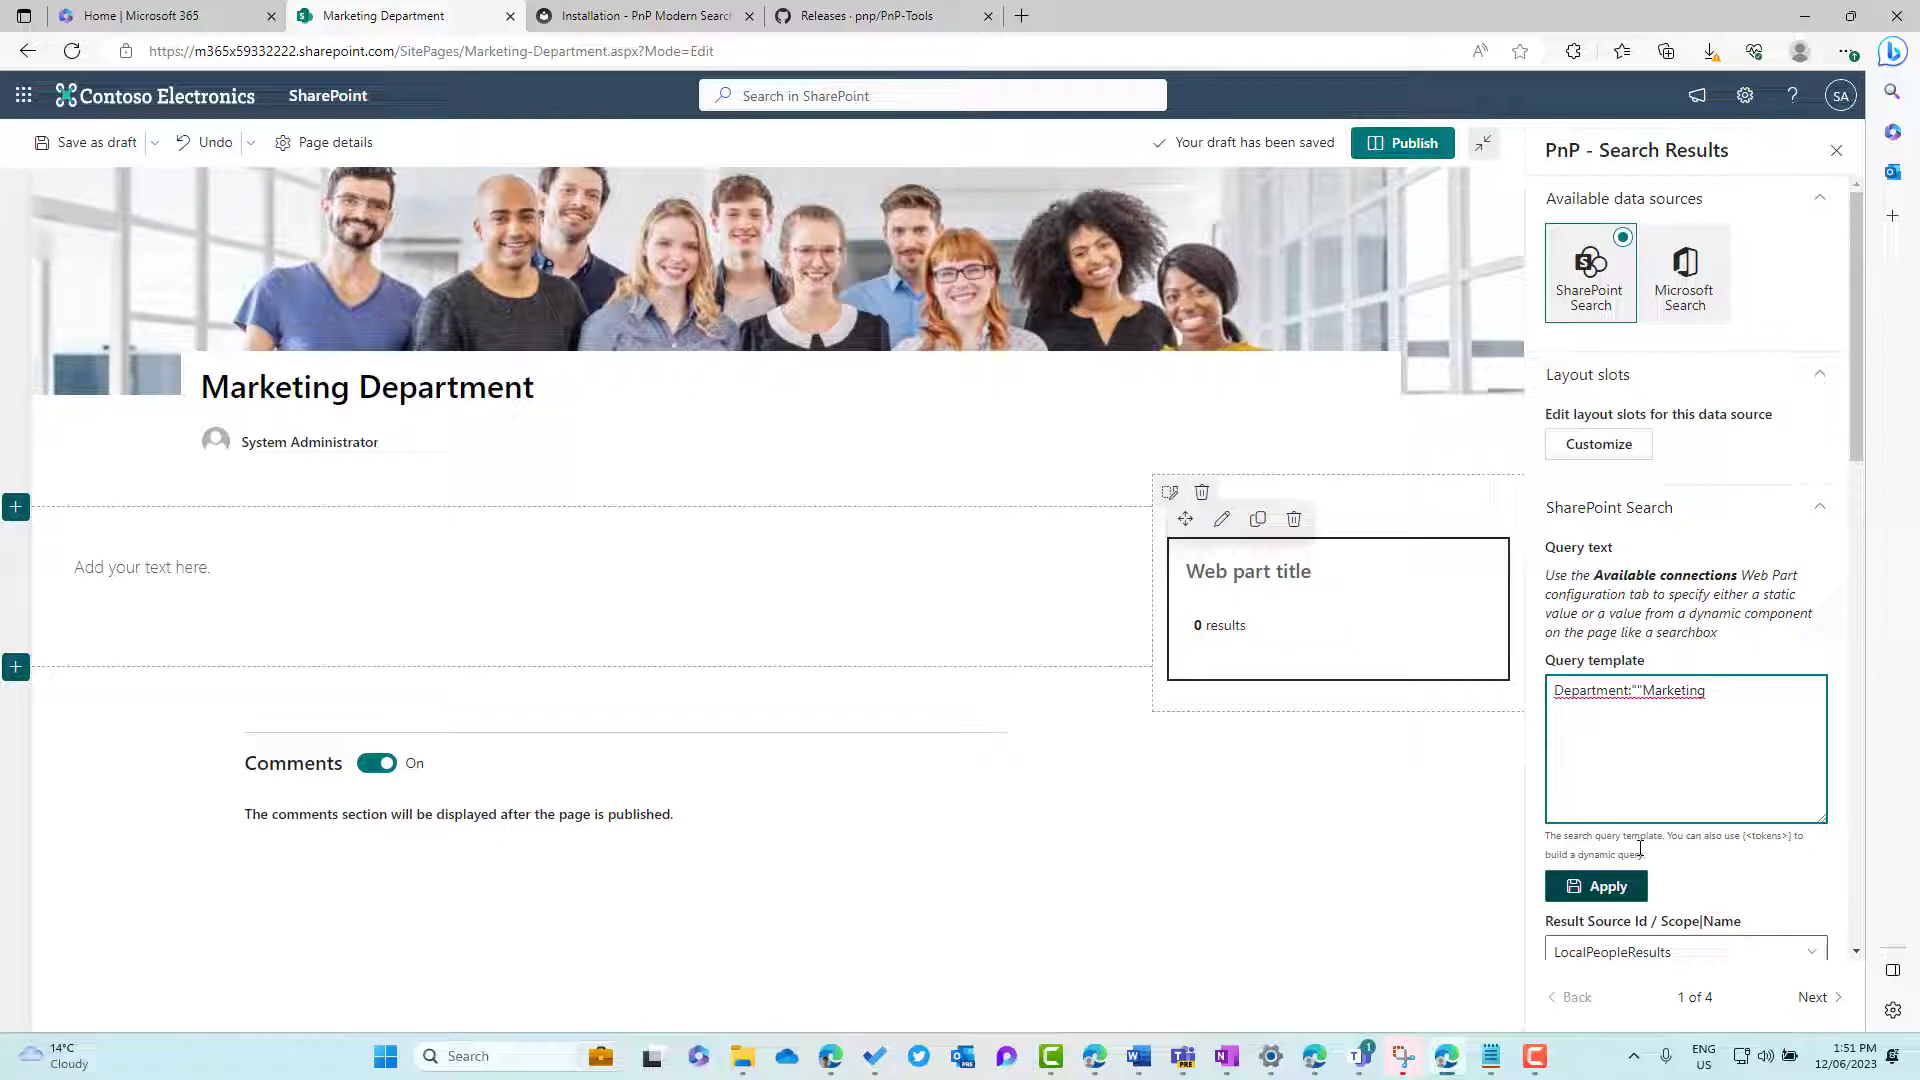 Home | Microsoft 365
Marketing Department
Installation - PnP Modern Searc
Releases · pnp/PnP-Tools
https://m365x59332222.sharepoint.com/SitePages/Marketing-Department.aspx?Mode=Edit
Contoso Electronics
SharePoint
Search in SharePoint
SA
Save as draft
Undo
Page details
Your draft has been saved
Publish
PnP - Search Results
Available data sources
SharePoint
Search
Microsoft
Search
Marketing Department
System Administrator
Layout slots
Edit layout slots for this data source
Customize
Add your text here.
Web part title
0 results
SharePoint Search
Query text
Use the Available connections Web Part
configuration tab to specify either a static
value or a value from a dynamic component
on the page like a searchbox
Query template
Department:""Marketing
The search query template. You can also use {<tokens>} to
build a dynamic query.
Apply
Result Source Id / Scope|Name
LocalPeopleResults
Back
1 of 4
Next
Comments
On
The comments section will be displayed after the page is published.
14°C
Cloudy
Search
ENG
US
1:51 PM
12/06/2023